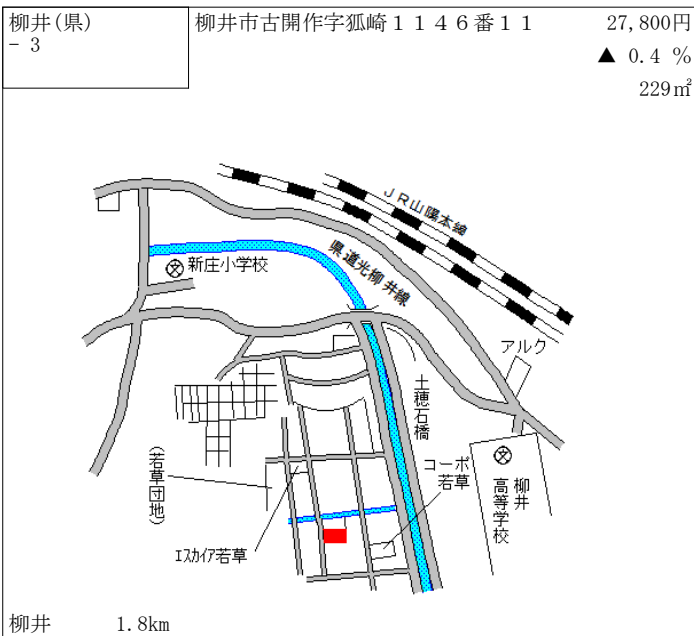 柳井(県)
- 3
柳井市古開作字狐崎１１４６番１１
27,800円
▲ 0.4 %
229㎡
ＪＲ山陽本線
県道光柳井線
新庄小学校
アルク
土穂石橋
コーポ
若草
柳井
高等学校
(若草団地)
ｴｽｶｲｱ若草
柳井 1.8km